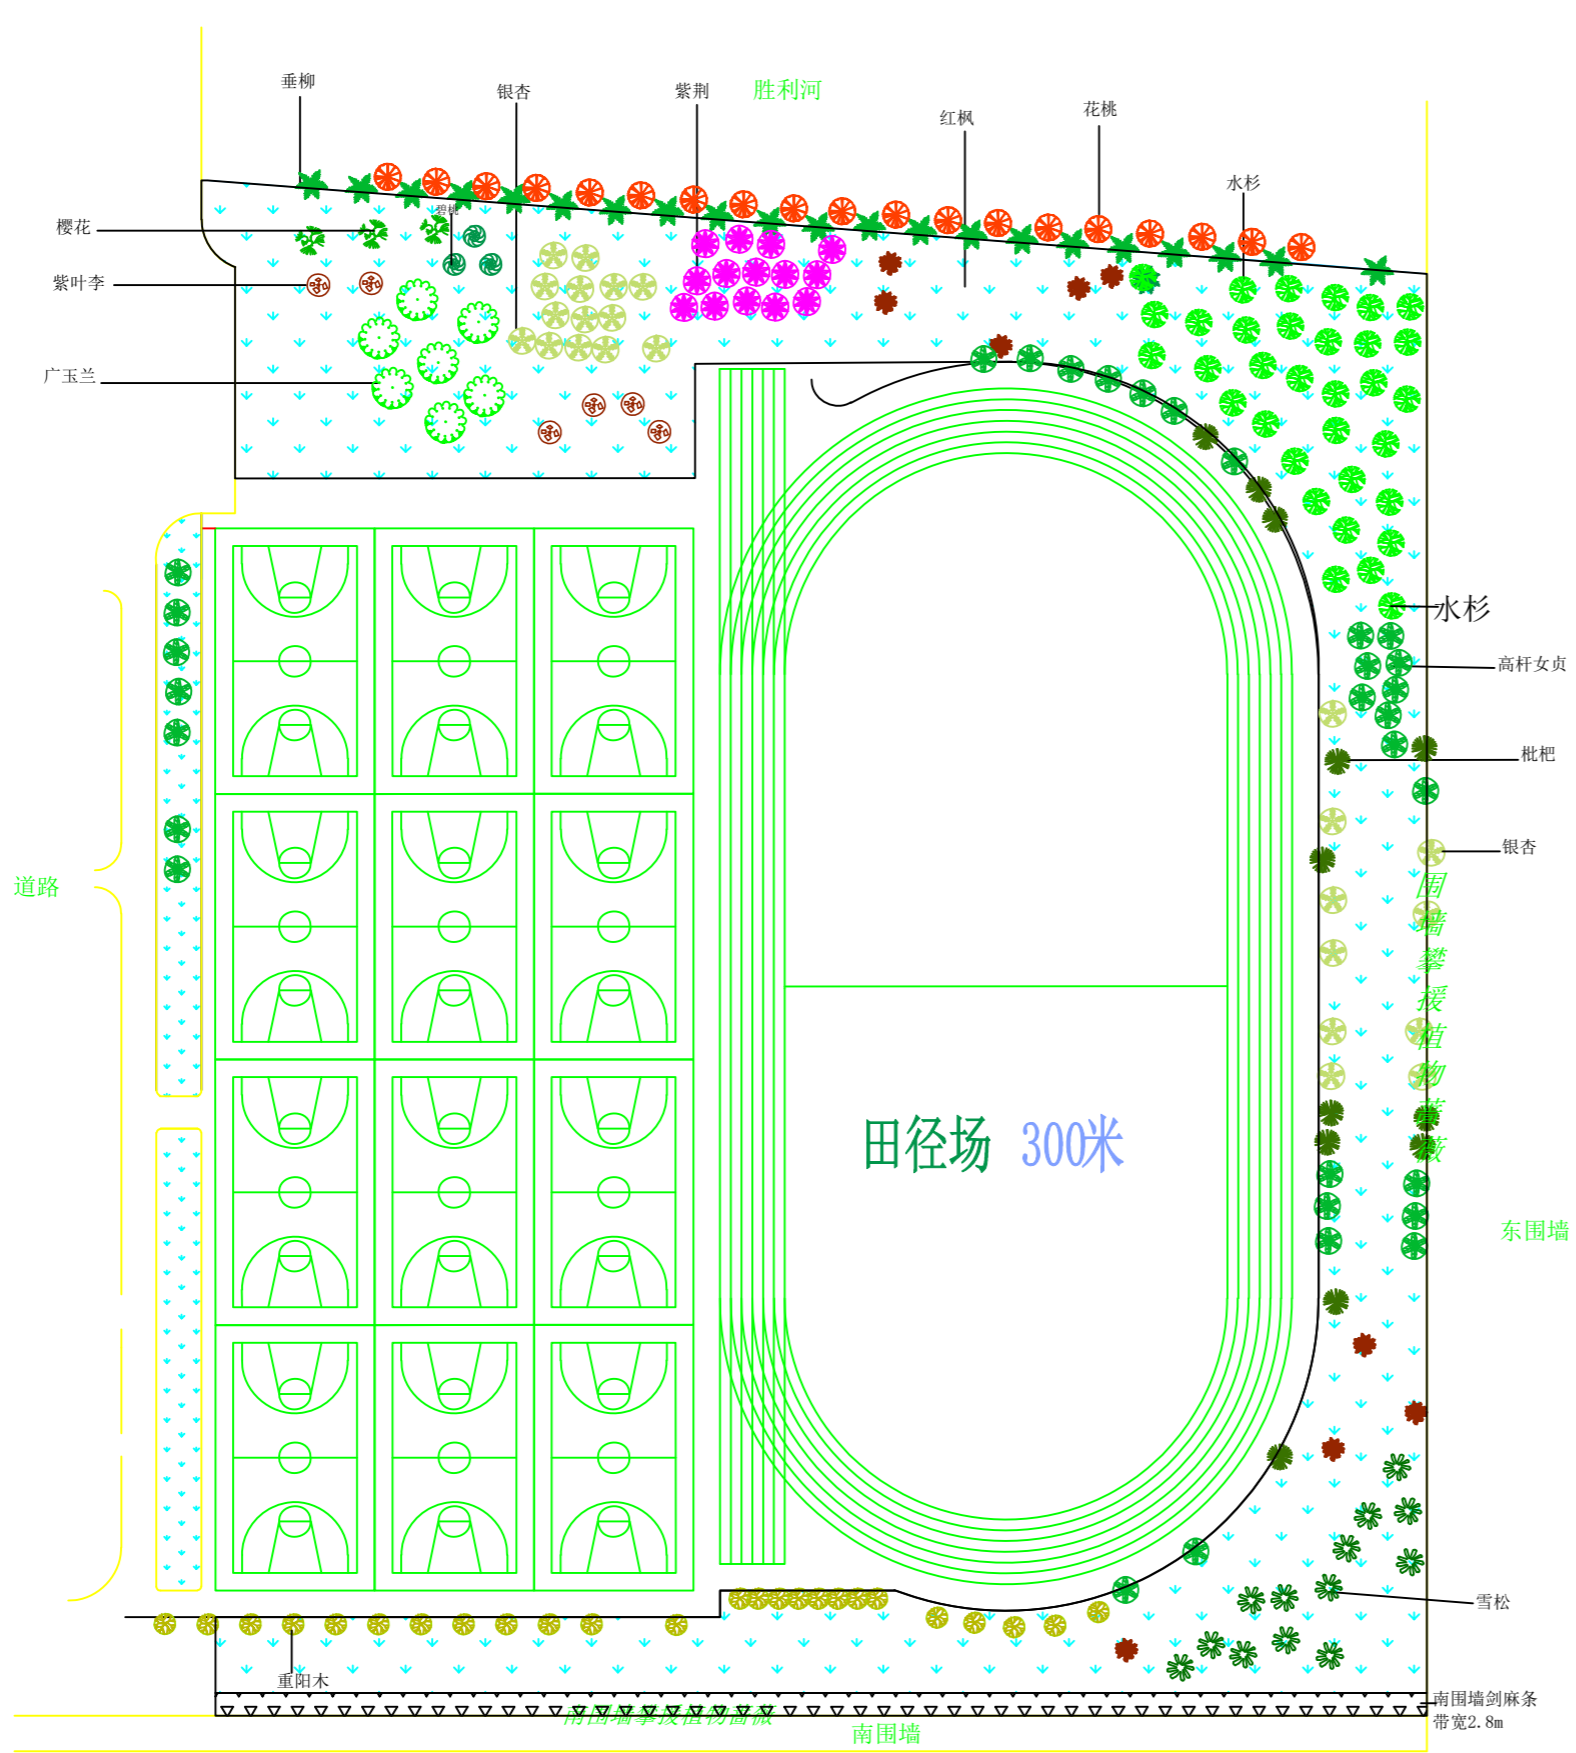 垂柳
银杏
紫荆
胜利河
红枫
花桃
水杉
碧桃
樱花
紫叶李
广玉兰
水杉
高杆女贞
枇杷
银杏
道路
围墙攀援植物蔷薇
田径场 300米
东围墙
雪松
重阳木
南围墙剑麻条
带宽2.8m
南围墙攀援植物蔷薇
南围墙